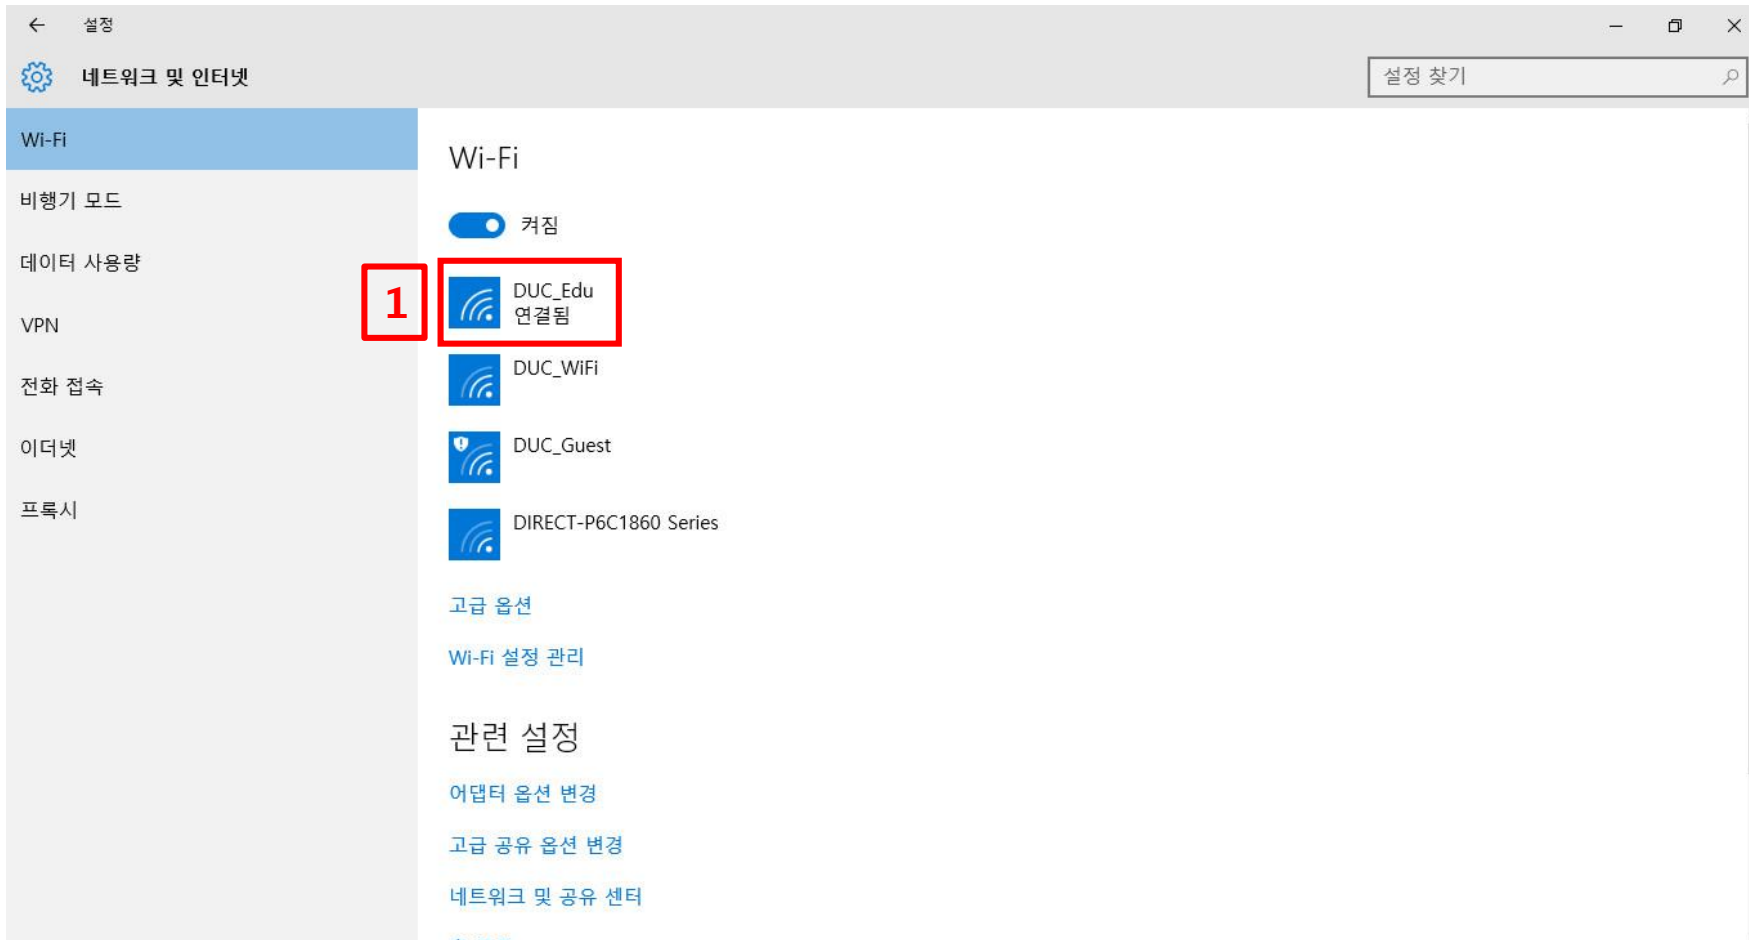 설정
네트워크 및 인터넷
설정 찾기
Wi-Fi
비행기 모드
데이터 사용량
VPN
전화 접속
이더넷
프록시
Wi-Fi
켜짐
1
DUC_Edu
연결됨
DUC_WiFi
DUC_Guest
DIRECT-P6C1860 Series
고급 옵션
Wi-Fi 설정 관리
관련 설정
어댑터 옵션 변경
고급 공유 옵션 변경
네트워크 및 공유 센터